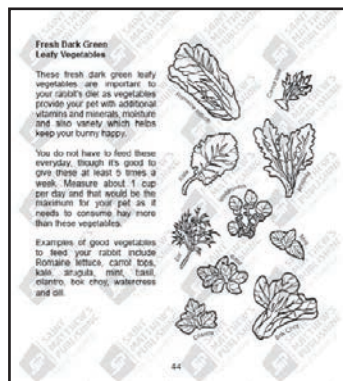 Fresh Dark Green
Leafy Vegetables
These fresh dark green leafy
vegetables are important to
your rabbit's diet as vegetables
provide your pet with additional
vitamins and minerals, moisture
and also variety which helps
keep your bunny happy.
You do not have to feed these
everyday, though it's good to
give these at least 5 times a
week. Measure about 1 cup
per day and that would be the
maximum for your pet as it
needs to consume hay more
than these vegetables.
Examples of good vegetables
to feed your rabbit include
Romaine lettuce, carrot tops,
kale, arugula, mint, basil,
cilantro, bok choy, watercress
and dill.
Dill
Cilantro
Bok Choy
44